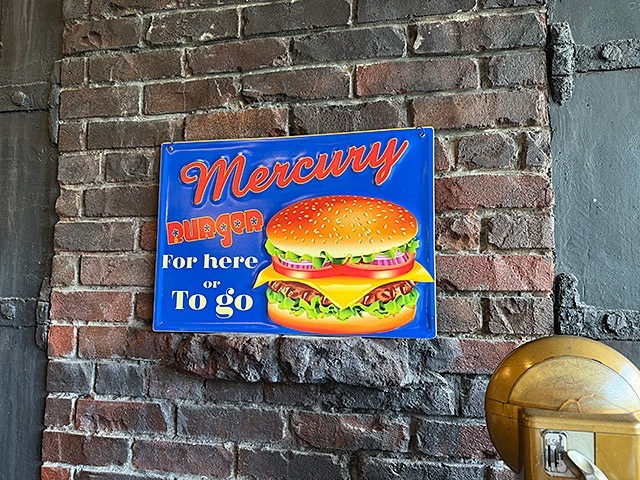 Mercury
BURGER
For here
or
To go